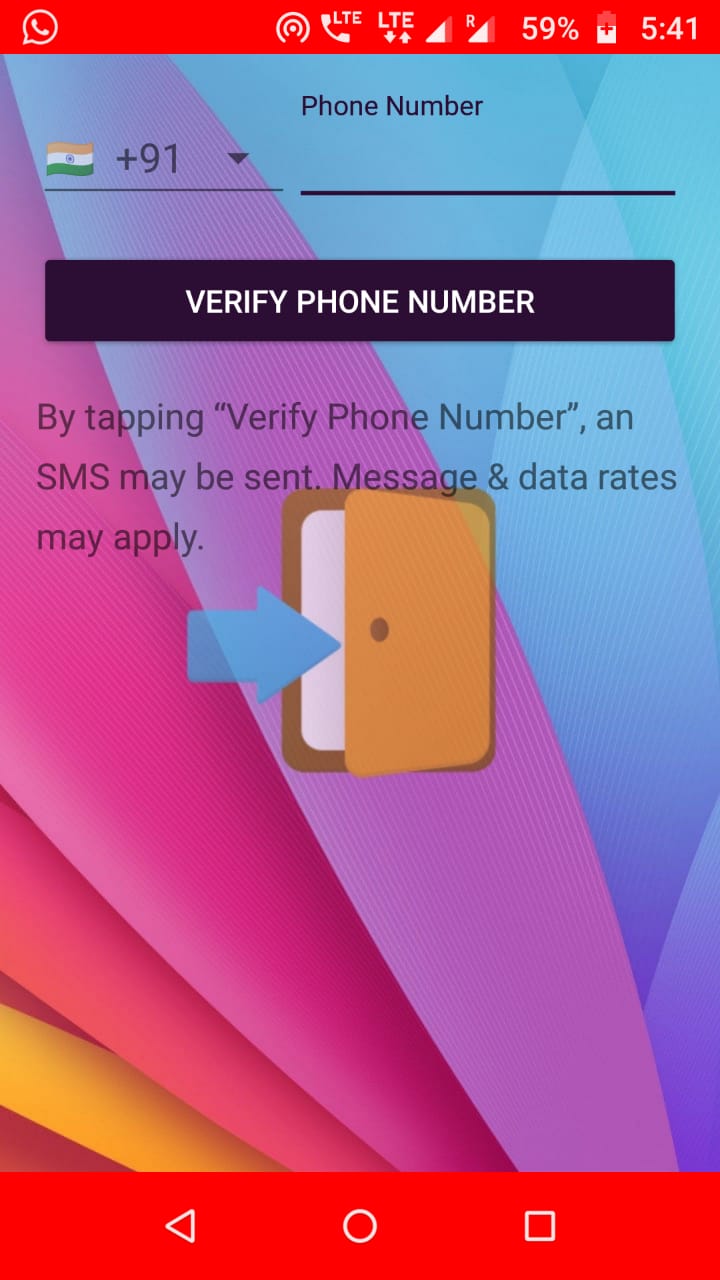 LTE LTE R 59% 5:41
Phone Number
+91
VERIFY PHONE NUMBER
By tapping “Verify Phone Number”, an
SMS may be sent. Message & data rates
may apply.